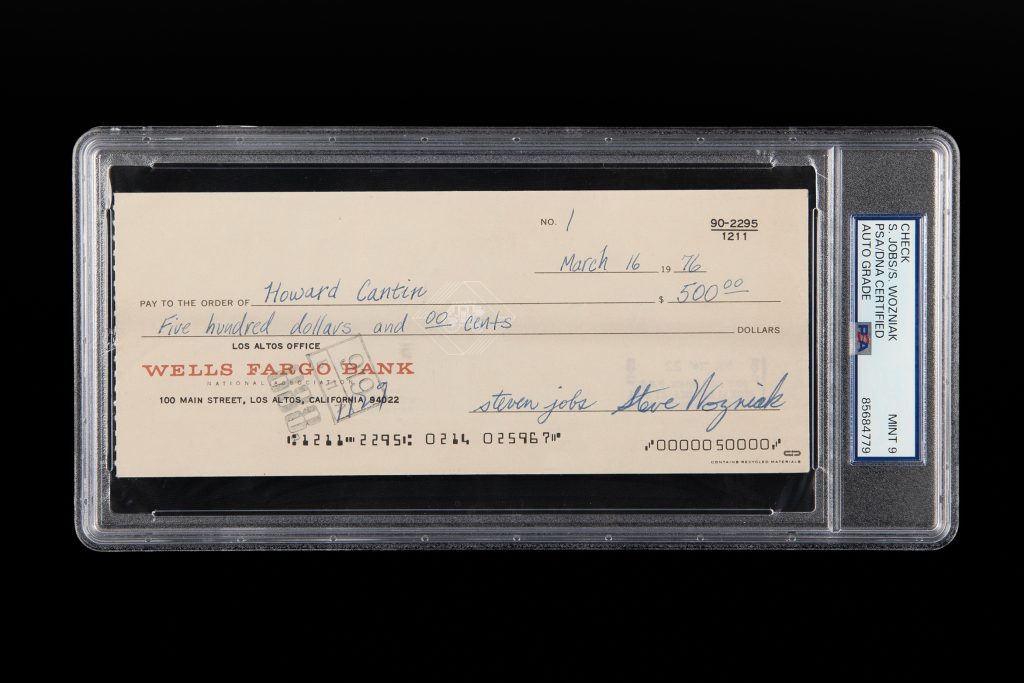 NO. 1
90-2295
1211
March 16 19 76
PAY TO THE ORDER OF Howard Cantin $ 500 00
Five hundred dollars and 00 cents DOLLARS
LOS ALTOS OFFICE
WELLS FARGO BANK
NATIONAL ASSOCIATION
100 MAIN STREET, LOS ALTOS, CALIFORNIA 94022
steven jobs Steve Wozniak
⑆1211⑉2295⑆ 0214 025967⑈
⑈0000050000⑈
CONTAINS RECYCLED MATERIALS
CHECK
S. JOBS/S. WOZNIAK
PSA/DNA CERTIFIED
AUTO GRADE MINT 9
PSA 85684779